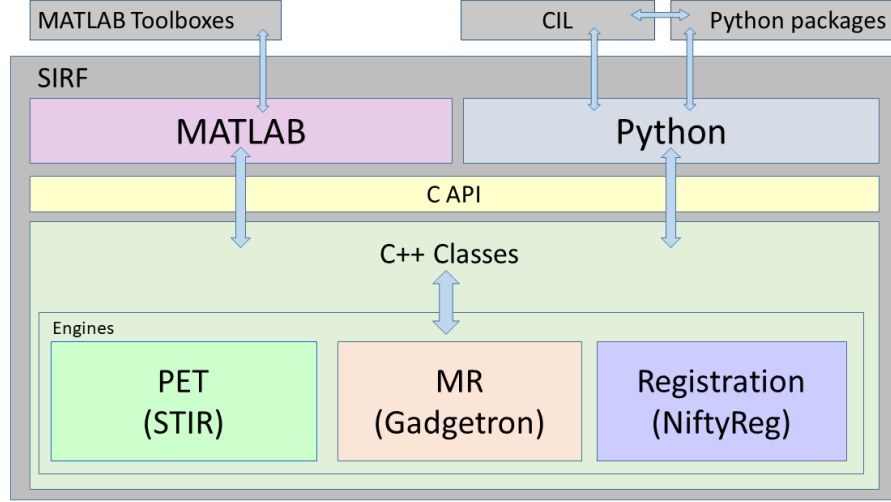 MATLAB Toolboxes
CIL
Python packages
SIRF
MATLAB
Python
C API
C++ Classes
Engines
PET
(STIR)
MR
(Gadgetron)
Registration
(NiftyReg)